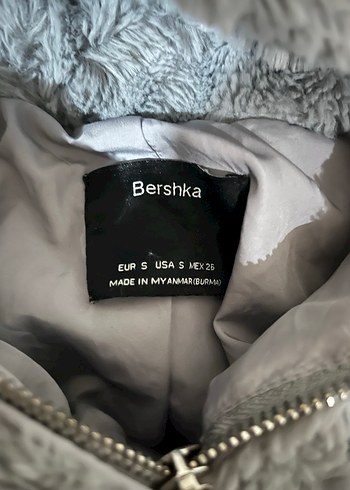 Bershka
EUR S USA S MEX 26
MADE IN MYANMAR(BURMA)